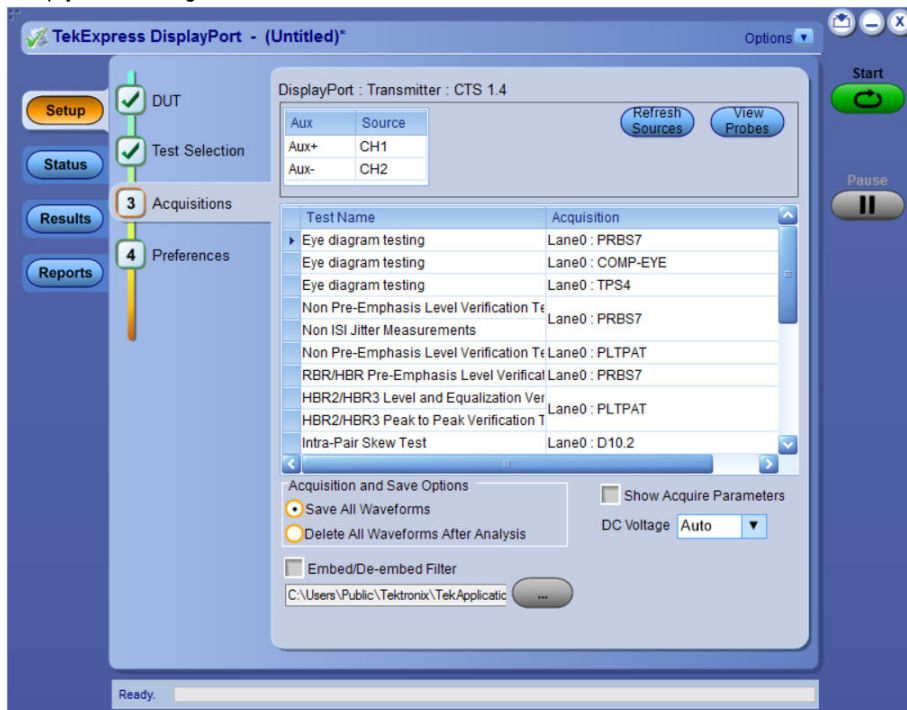 TekExpress DisplayPort - (Untitled)*
Options
Start
Pause
Setup
Status
Results
Reports
DUT
Test Selection
3 Acquisitions
4 Preferences
DisplayPort : Transmitter : CTS 1.4
Aux Source
Aux+ CH1
Aux- CH2
Refresh Sources
View Probes
Test Name Acquisition
Eye diagram testing Lane0 : PRBS7
Eye diagram testing Lane0 : COMP-EYE
Eye diagram testing Lane0 : TPS4
Non Pre-Emphasis Level Verification Te
Lane0 : PRBS7
Non ISI Jitter Measurements
Non Pre-Emphasis Level Verification Te Lane0 : PLTPAT
RBR/HBR Pre-Emphasis Level Verificat Lane0 : PRBS7
HBR2/HBR3 Level and Equalization Ver
Lane0 : PLTPAT
HBR2/HBR3 Peak to Peak Verification T
Intra-Pair Skew Test Lane0 : D10.2
Acquisition and Save Options
Save All Waveforms
Delete All Waveforms After Analysis
Show Acquire Parameters
DC Voltage Auto
Embed/De-embed Filter
C:\Users\Public\Tektronix\TekApplicatic ...
Ready.